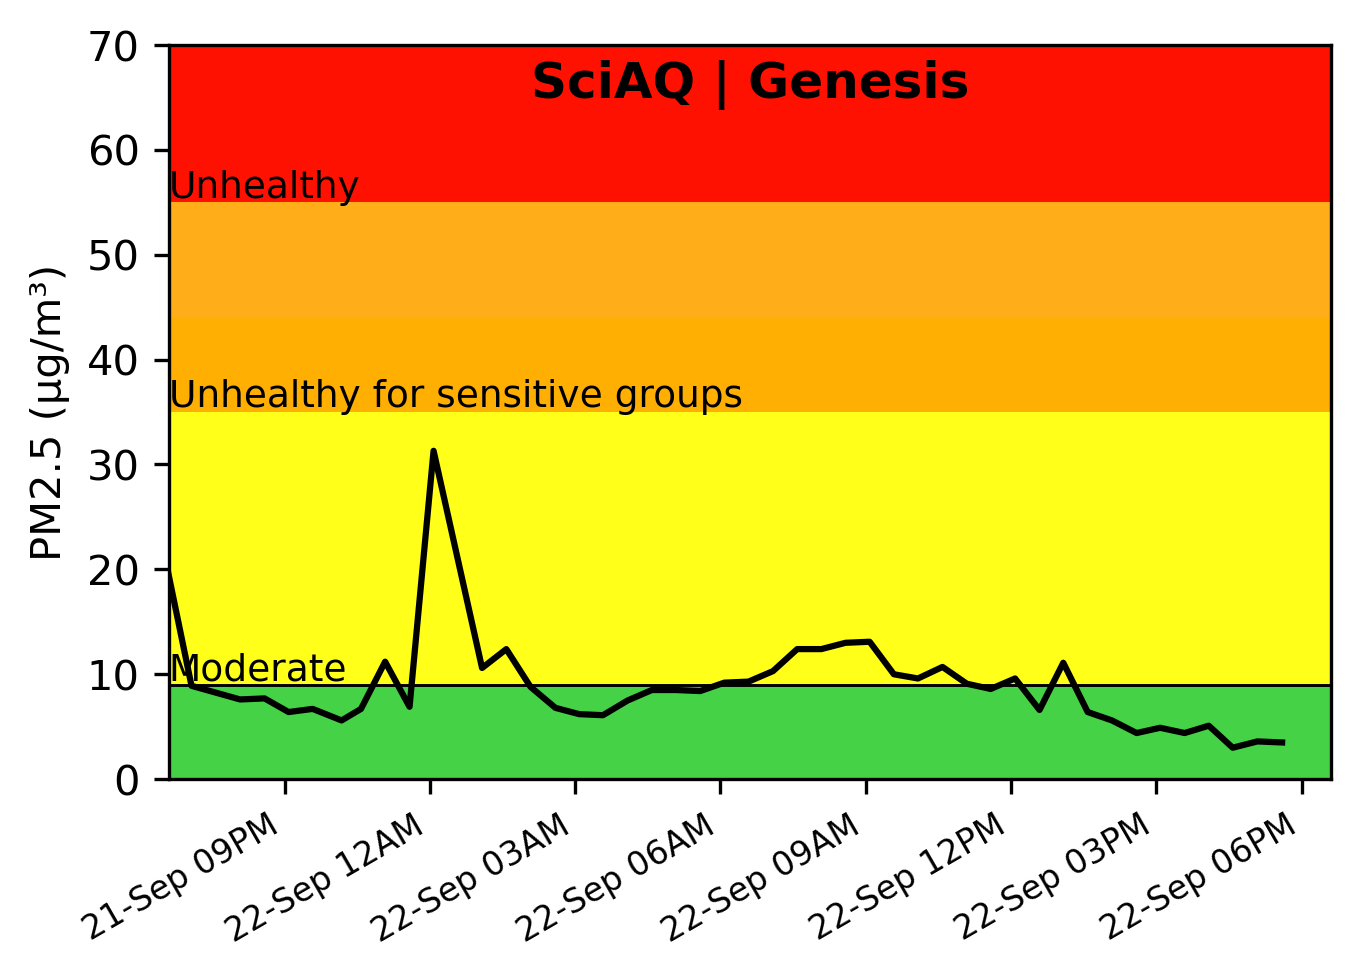 SciAQ | Genesis
70
60
50
40
30
20
10
0
PM2.5 (µg/m³)
Unhealthy
Unhealthy for sensitive groups
Moderate
21-Sep 09PM
22-Sep 12AM
22-Sep 03AM
22-Sep 06AM
22-Sep 09AM
22-Sep 12PM
22-Sep 03PM
22-Sep 06PM